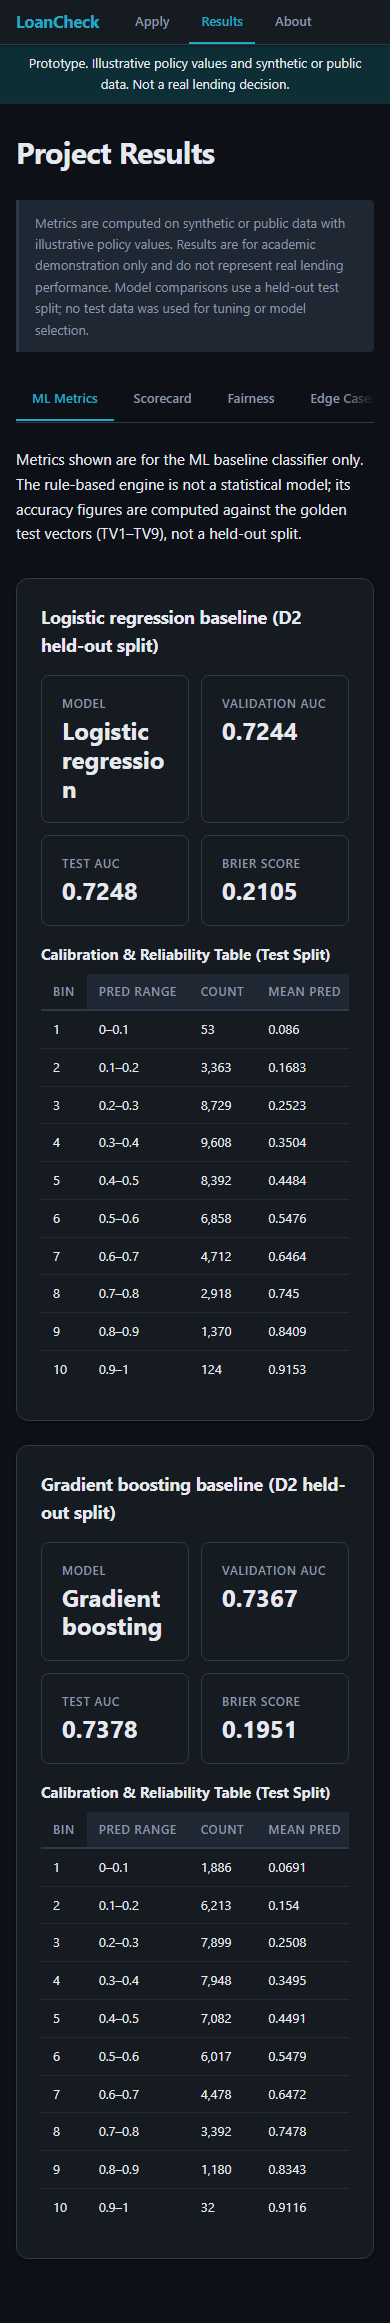 LoanCheck Apply Results About
Prototype. Illustrative policy values and synthetic or public
data. Not a real lending decision.
Project Results
Metrics are computed on synthetic or public data with
illustrative policy values. Results are for academic
demonstration only and do not represent real lending
performance. Model comparisons use a held-out test
split; no test data was used for tuning or model
selection.
ML Metrics Scorecard Fairness Edge Case
Metrics shown are for the ML baseline classifier only.
The rule-based engine is not a statistical model; its
accuracy figures are computed against the golden
test vectors (TV1–TV9), not a held-out split.
Logistic regression baseline (D2
held-out split)
MODEL VALIDATION AUC
Logistic 0.7244
regressio
n
TEST AUC BRIER SCORE
0.7248 0.2105
Calibration & Reliability Table (Test Split)
BIN PRED RANGE COUNT MEAN PRED
1 0–0.1 53 0.086
2 0.1–0.2 3,363 0.1683
3 0.2–0.3 8,729 0.2523
4 0.3–0.4 9,608 0.3504
5 0.4–0.5 8,392 0.4484
6 0.5–0.6 6,858 0.5476
7 0.6–0.7 4,712 0.6464
8 0.7–0.8 2,918 0.745
9 0.8–0.9 1,370 0.8409
10 0.9–1 124 0.9153
Gradient boosting baseline (D2 held-
out split)
MODEL VALIDATION AUC
Gradient 0.7367
boosting
TEST AUC BRIER SCORE
0.7378 0.1951
Calibration & Reliability Table (Test Split)
BIN PRED RANGE COUNT MEAN PRED
1 0–0.1 1,886 0.0691
2 0.1–0.2 6,213 0.154
3 0.2–0.3 7,899 0.2508
4 0.3–0.4 7,948 0.3495
5 0.4–0.5 7,082 0.4491
6 0.5–0.6 6,017 0.5479
7 0.6–0.7 4,478 0.6472
8 0.7–0.8 3,392 0.7478
9 0.8–0.9 1,180 0.8343
10 0.9–1 32 0.9116